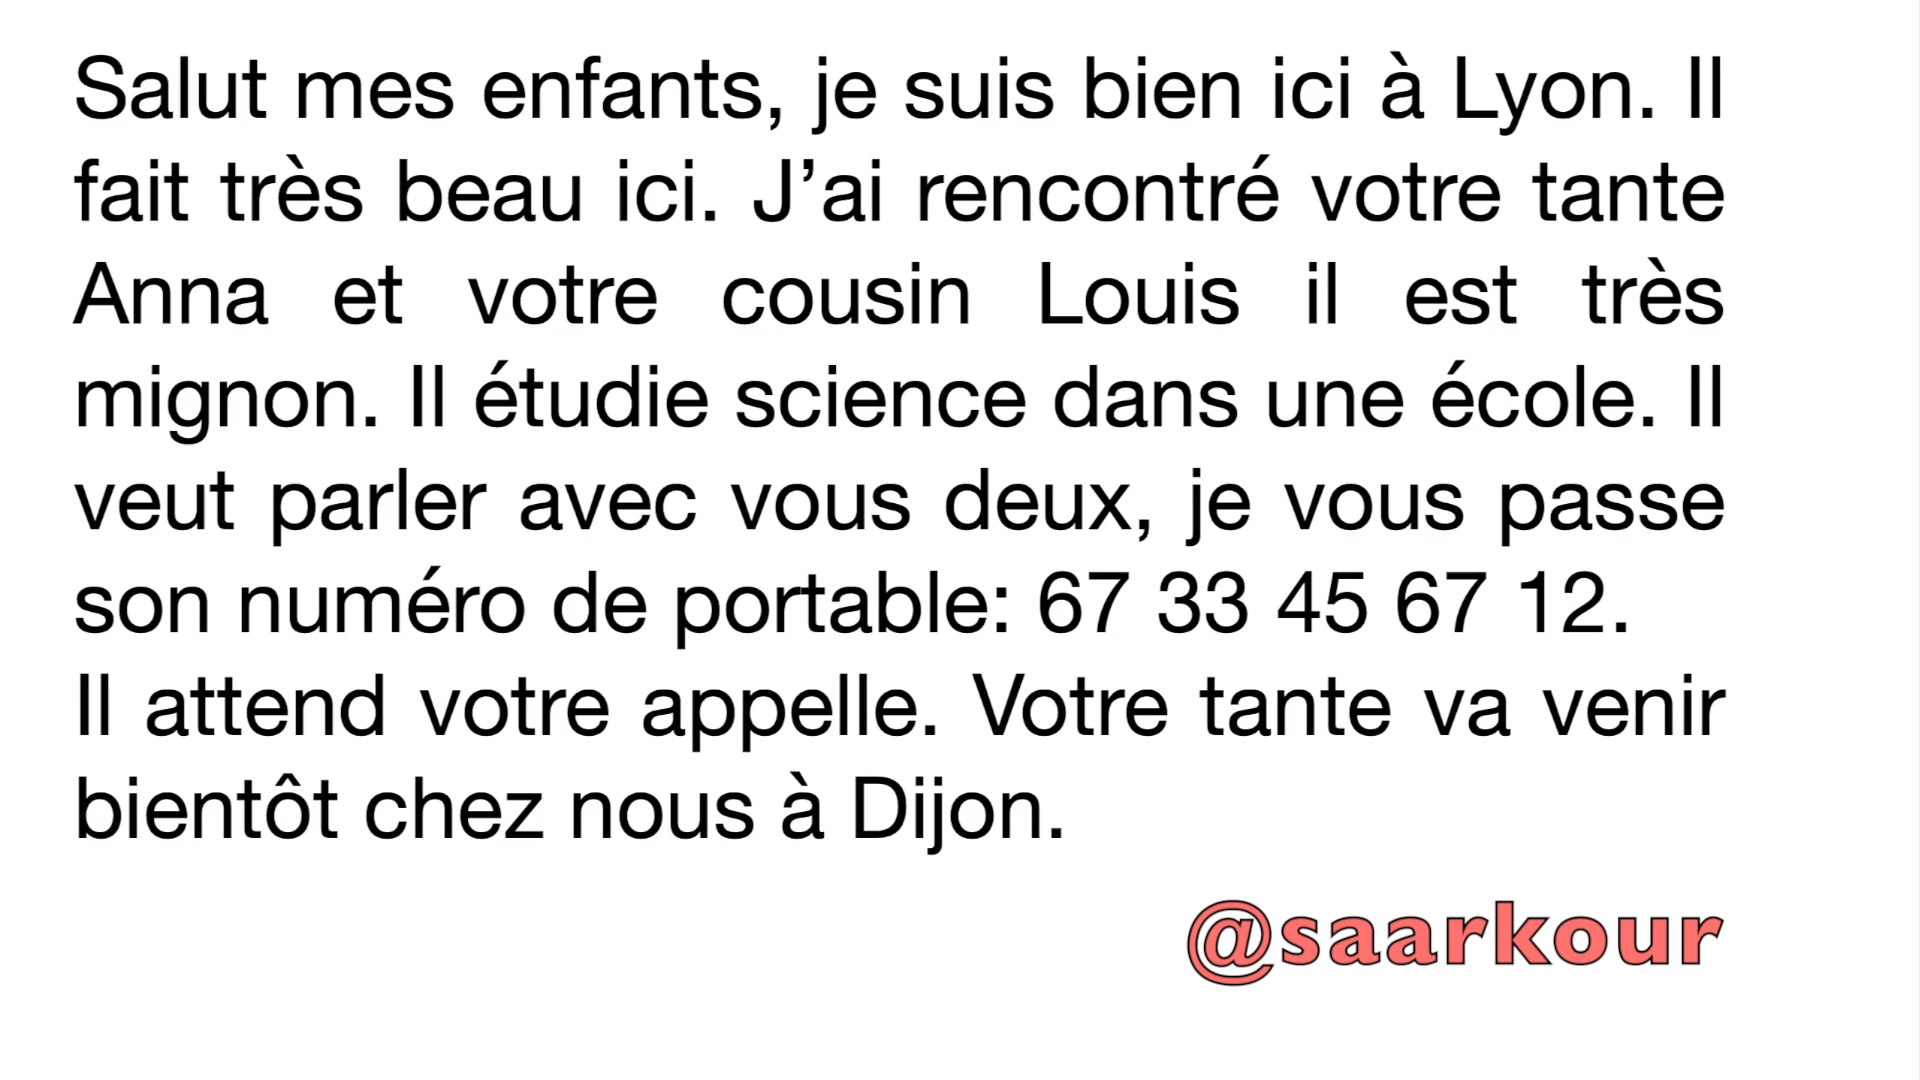 Salut mes enfants, je suis bien ici à Lyon. Il
fait très beau ici. J’ai rencontré votre tante
Anna et votre cousin Louis il est très
mignon. Il étudie science dans une école. Il
veut parler avec vous deux, je vous passe
son numéro de portable: 67 33 45 67 12.
Il attend votre appelle. Votre tante va venir
bientôt chez nous à Dijon.
@saarkour